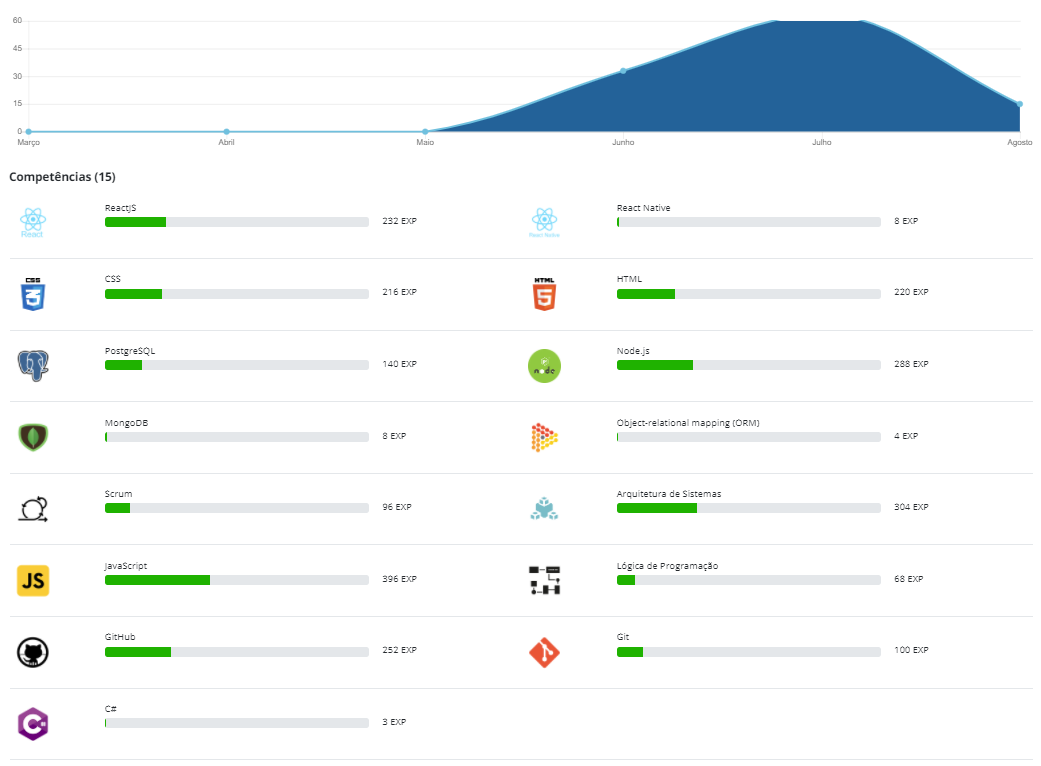 60
45
30
15
0
Março Abril Maio Junho Julho Agosto
Competências (15)
React
ReactJS
232 EXP
React Native
React Native
8 EXP
CSS
3
CSS
216 EXP
HTML
5
HTML
220 EXP
PostgreSQL
140 EXP
node
Node.js
288 EXP
MongoDB
8 EXP
Object-relational mapping (ORM)
4 EXP
Scrum
96 EXP
Arquitetura de Sistemas
304 EXP
JS
JavaScript
396 EXP
Lógica de Programação
68 EXP
GitHub
252 EXP
Git
100 EXP
C#
C#
3 EXP